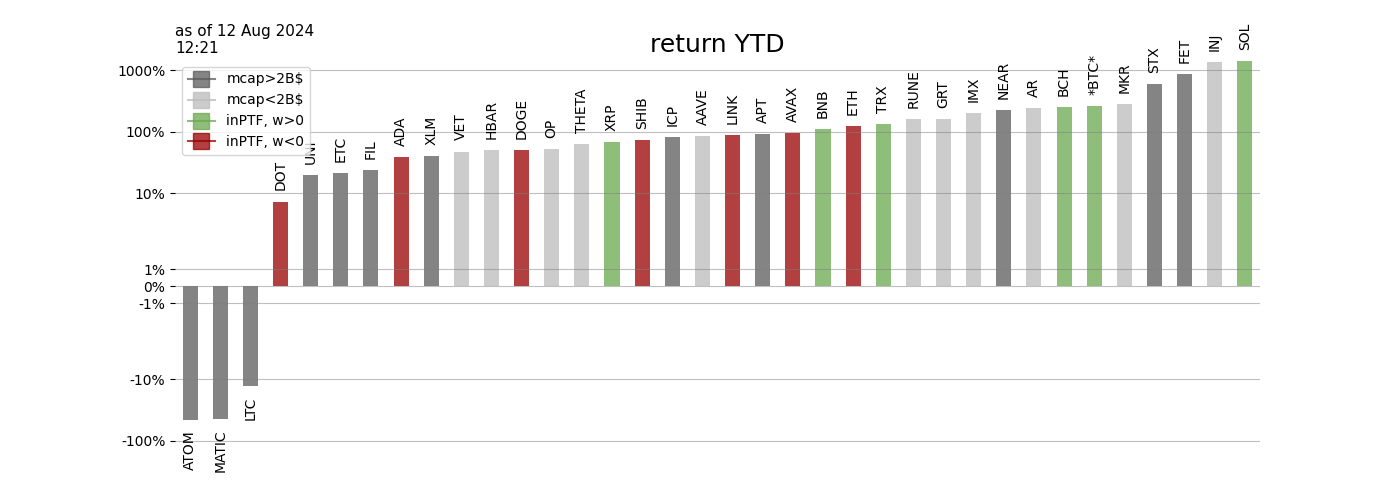 as of 12 Aug 2024
12:21
return YTD
mcap>2B$
mcap<2B$
inPTF, w>0
inPTF, w<0
1000%
100%
10%
1%
0%
-1%
-10%
-100%
ATOM
MATIC
LTC
DOT
UNI
ETC
FIL
ADA
XLM
VET
HBAR
DOGE
OP
THETA
XRP
SHIB
ICP
AAVE
LINK
APT
AVAX
BNB
ETH
TRX
RUNE
GRT
IMX
NEAR
AR
BCH
*BTC*
MKR
STX
FET
INJ
SOL